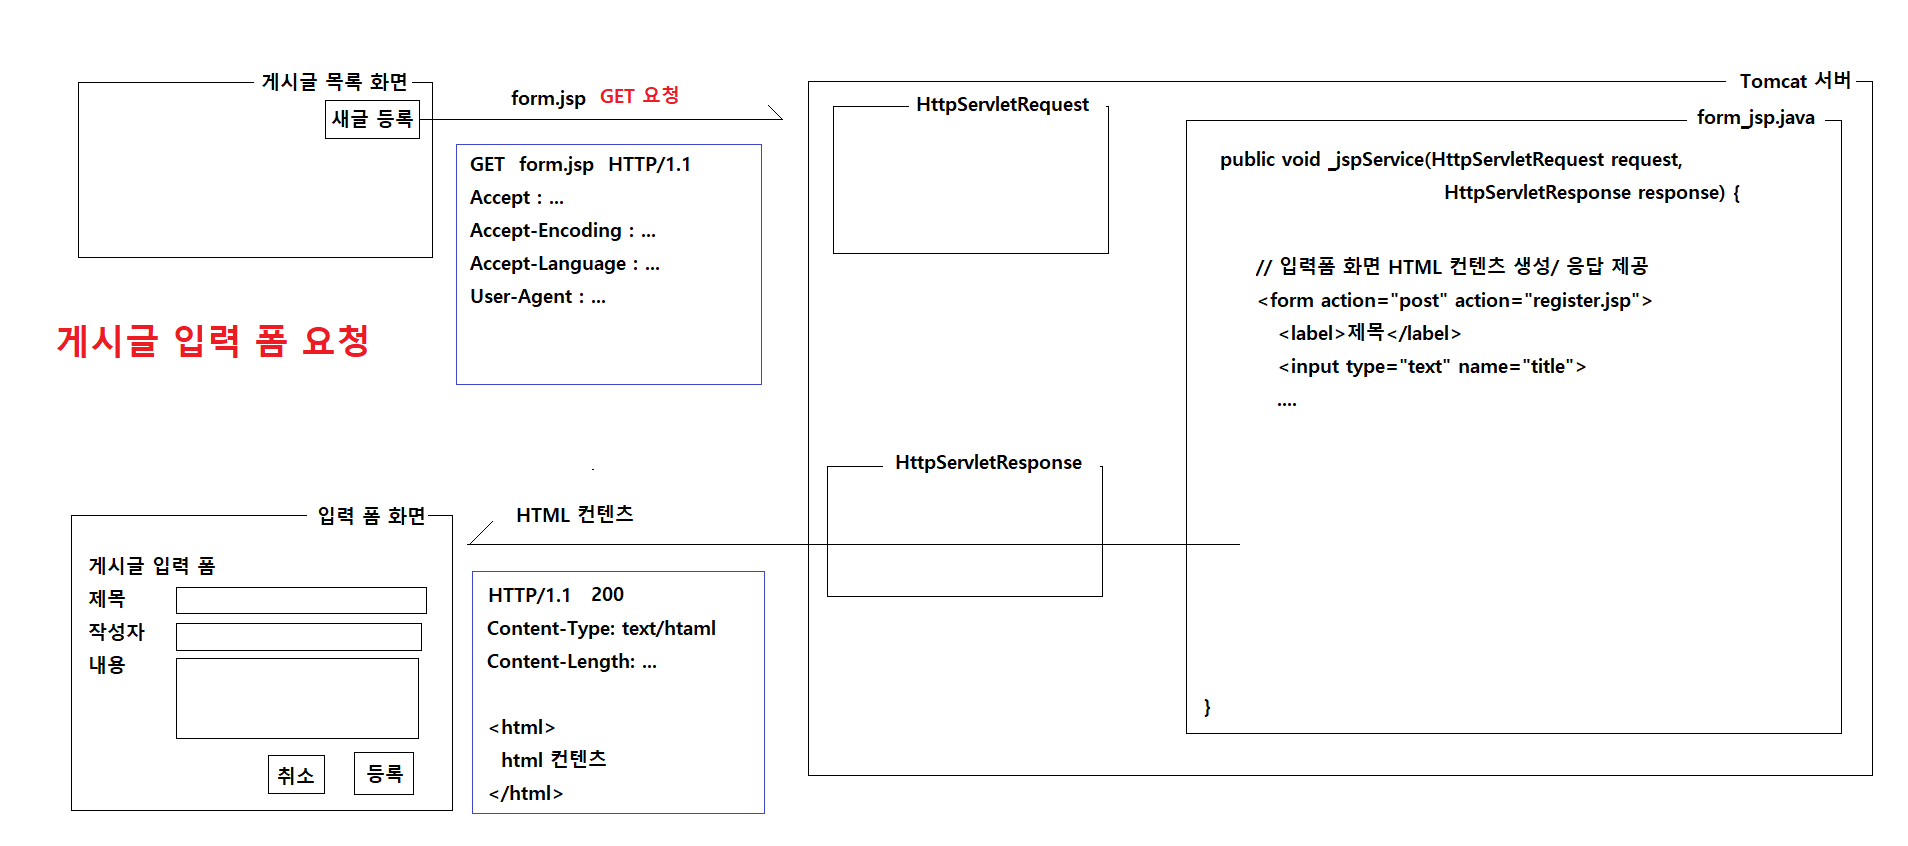 게시글 목록 화면
새글 등록
form.jsp GET 요청
GET form.jsp HTTP/1.1
Accept : ...
Accept-Encoding : ...
Accept-Language : ...
User-Agent : ...
게시글 입력 폼 요청
Tomcat 서버
HttpServletRequest
form_jsp.java
public void _jspService(HttpServletRequest request,
HttpServletResponse response) {
// 입력폼 화면 HTML 컨텐츠 생성/ 응답 제공
<form action="post" action="register.jsp">
<label>제목</label>
<input type="text" name="title">
....
}
HttpServletResponse
HTML 컨텐츠
HTTP/1.1 200
Content-Type: text/htaml
Content-Length: ...
<html>
html 컨텐츠
</html>
입력 폼 화면
게시글 입력 폼
제목
작성자
내용
취소
등록